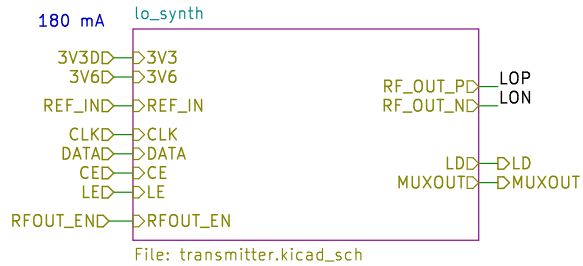 lo_synth
180 mA
3V3D 3V3
3V6 3V6
RF_OUT_P LOP
REF_IN REF_IN RF_OUT_N LON
CLK CLK
DATA DATA
LD LD
CE CE
MUXOUT MUXOUT
LE LE
RFOUT_EN RFOUT_EN
File: transmitter.kicad_sch